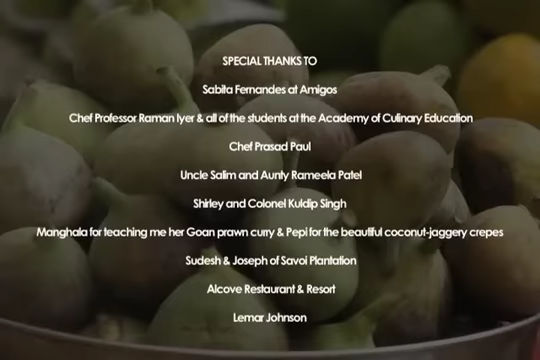 SPECIAL THANKS TO
Sabita Fernandes at Amigos
Chef Professor Raman Iyer & all of the students at the Academy of Culinary Education
Chef Prasad Paul
Uncle Salim and Aunty Rameela Patel
Shirley and Colonel Kuldip Singh
Manghala for teaching me her Goan prawn curry & Pepi for the beautiful coconut-jaggery crepes
Sudesh & Joseph of Savoi Plantation
Alcove Restaurant & Resort
Lemar Johnson